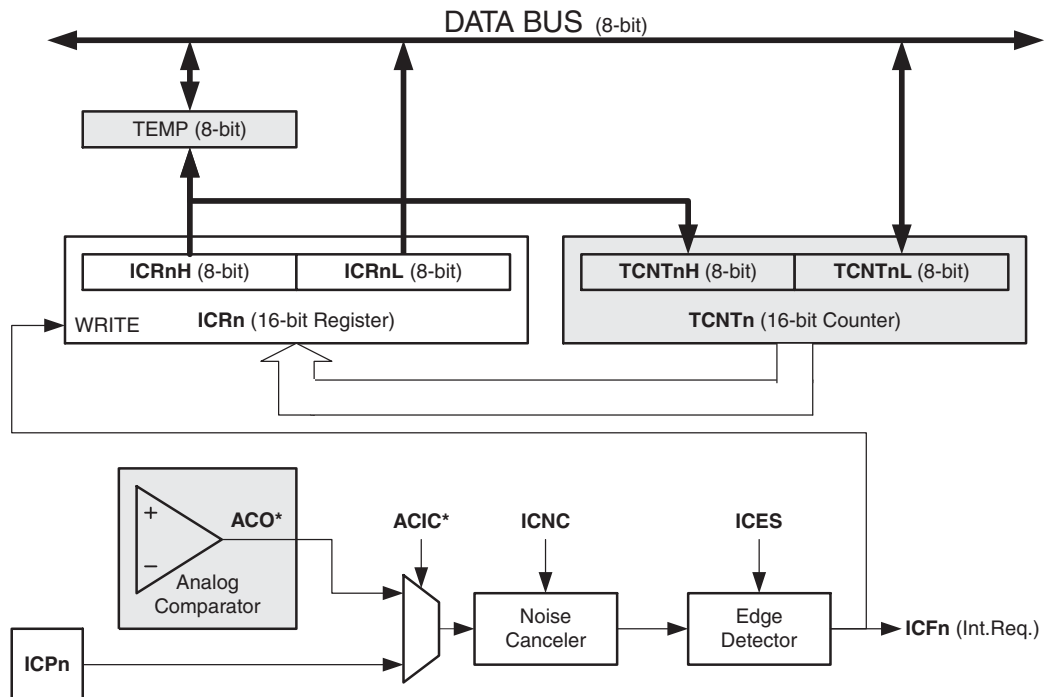 DATA BUS (8-bit)
TEMP (8-bit)
ICRnH (8-bit) ICRnL (8-bit) TCNTnH (8-bit) TCNTnL (8-bit)
WRITE ICRn (16-bit Register) TCNTn (16-bit Counter)
+
ACO* ACIC* ICNC ICES
−
Analog
Comparator
Noise
Canceler
Edge
Detector
ICFn (Int.Req.)
ICPn